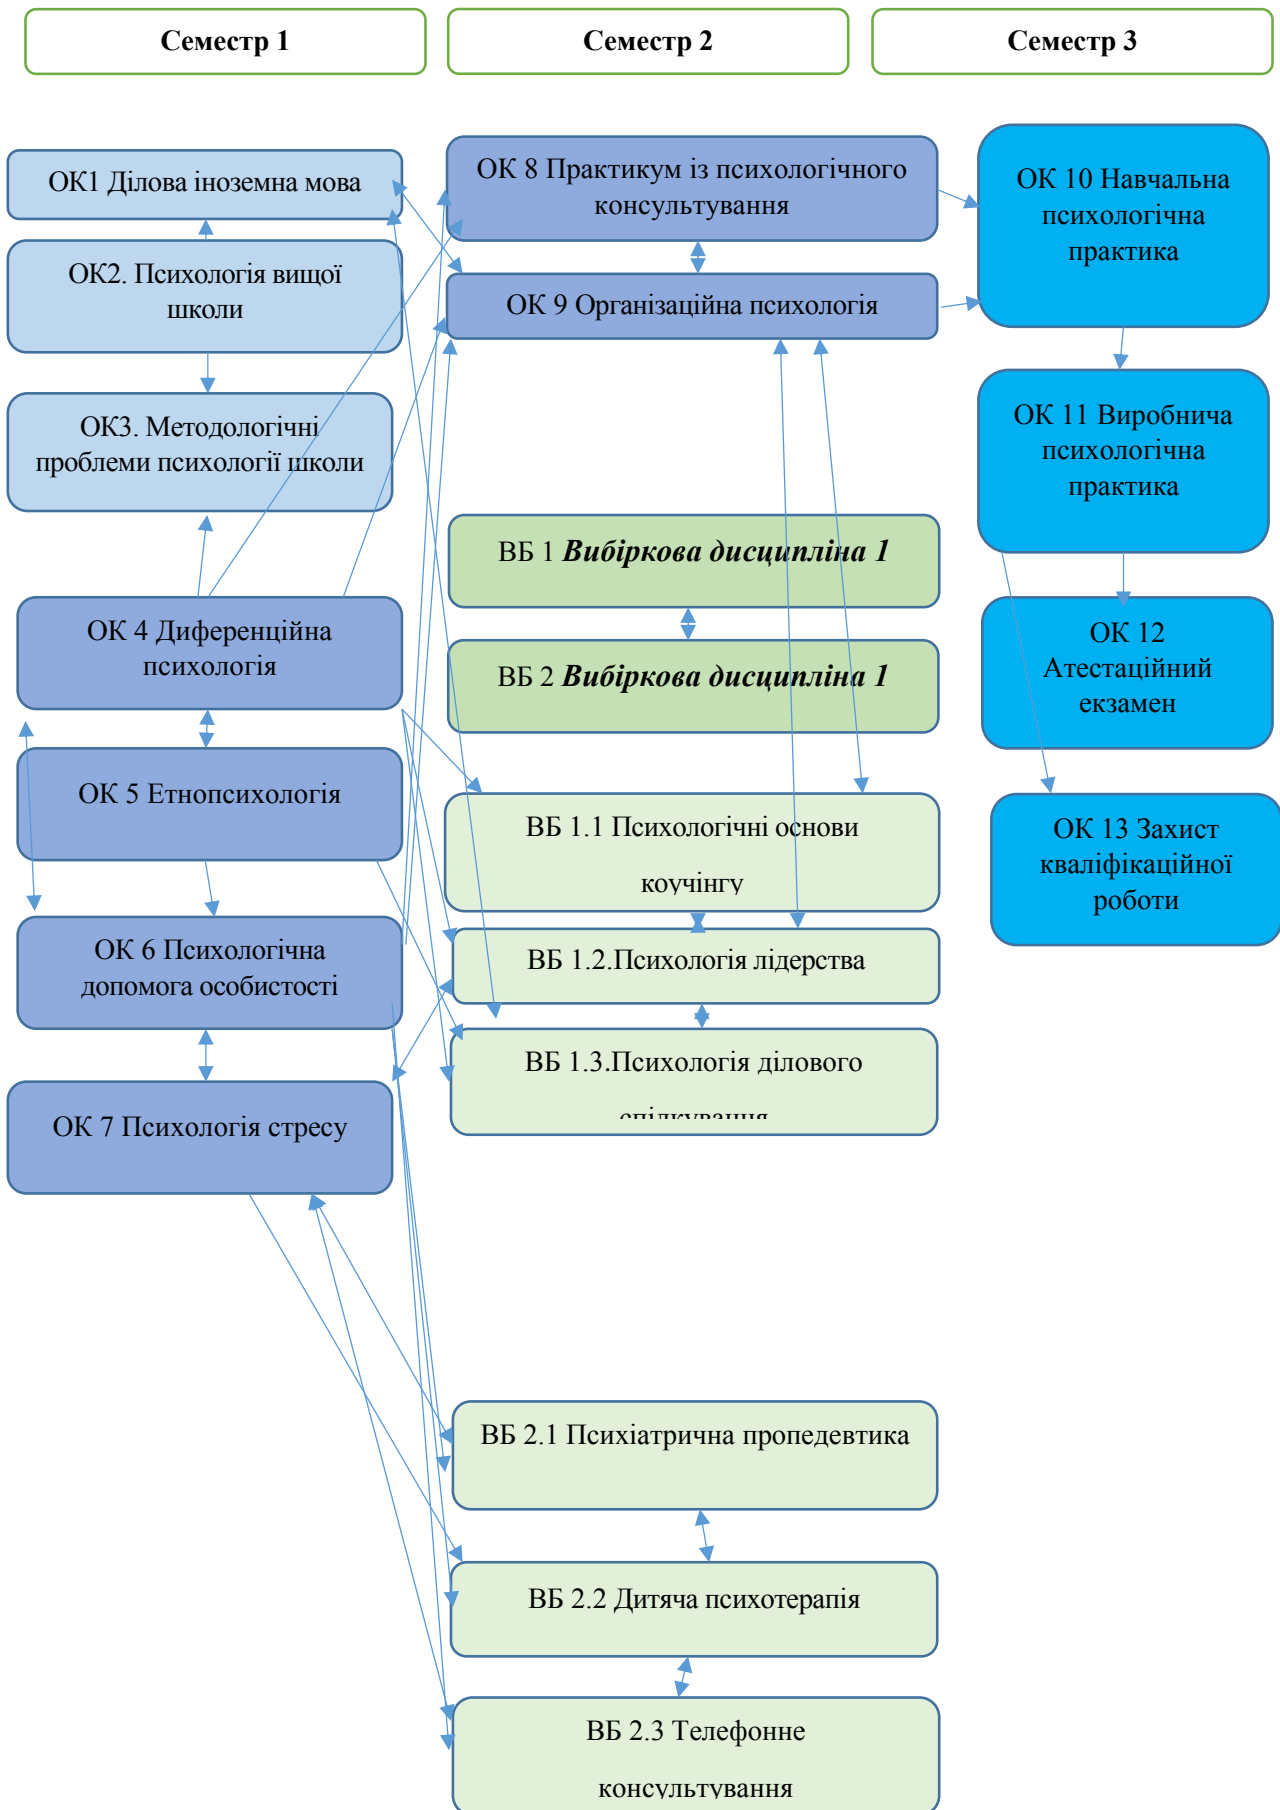 Семестр 1
Семестр 2
Семестр 3
ОК1 Ділова іноземна мова
ОК2. Психологія вищої
школи
ОК3. Методологічні
проблеми психології школи
ОК 4 Диференційна
психологія
ОК 5 Етнопсихологія
ОК 6 Психологічна
допомога особистості
ОК 7 Психологія стресу
ОК 8 Практикум із психологічного
консультування
ОК 9 Організаційна психологія
ВБ 1 Вибіркова дисципліна 1
ВБ 2 Вибіркова дисципліна 1
ВБ 1.1 Психологічні основи
коучінгу
ВБ 1.2.Психологія лідерства
ВБ 1.3.Психологія ділового
спілкування
ВБ 2.1 Психіатрична пропедевтика
ВБ 2.2 Дитяча психотерапія
ВБ 2.3 Телефонне
консультування
ОК 10 Навчальна
психологічна
практика
ОК 11 Виробнича
психологічна
практика
ОК 12
Атестаційний
екзамен
ОК 13 Захист
кваліфікаційної
роботи